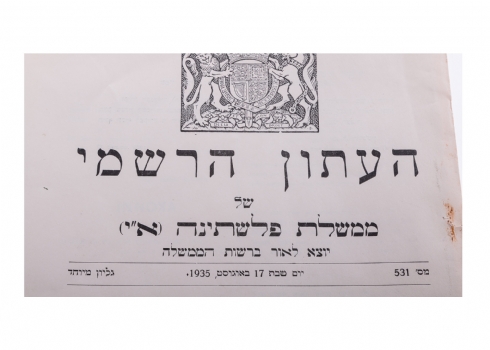 העתון הרשמי
של
ממשלת פלשתינה (א"י)
יוצא לאור ברשות הממשלה
מס' 531 יום שבת 17 באוגוסט, 1935. גליון מיוחד